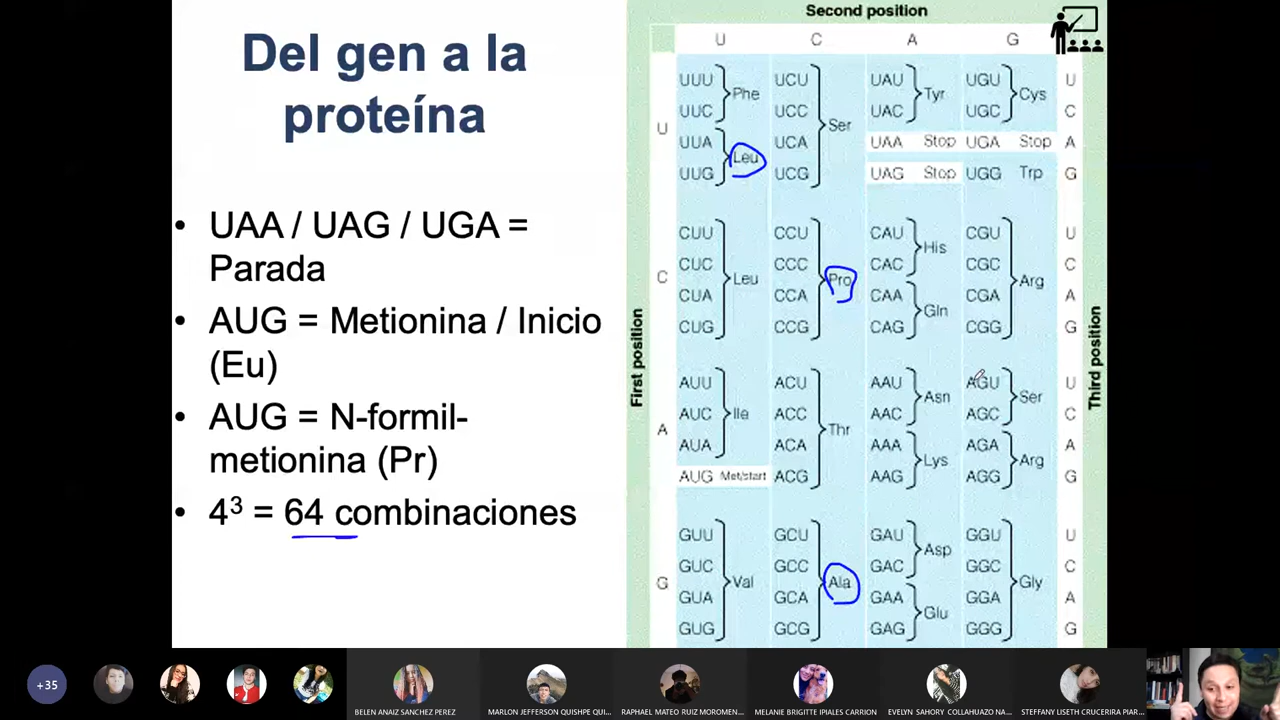 Del gen a la
proteína
• UAA / UAG / UGA =
Parada
• AUG = Metionina / Inicio
(Eu)
• AUG = N-formil-
metionina (Pr)
• 4³ = 64 combinaciones
Second position
U C A G
First position
Third position
U
UUU Phe UCU Ser UAU Tyr UGU Cys U
UUC UCC UAC UGC C
UUA Leu UCA UAA Stop UGA Stop A
UUG UCG UAG Stop UGG Trp G
C
CUU Leu CCU Pro CAU His CGU Arg U
CUC CCC CAC CGC C
CUA CCA CAA Gln CGA A
CUG CCG CAG CGG G
A
AUU Ile ACU Thr AAU Asn AGU Ser U
AUC ACC AAC AGC C
AUA ACA AAA Lys AGA Arg A
AUG Met/start ACG AAG AGG G
G
GUU Val GCU Ala GAU Asp GGU Gly U
GUC GCC GAC GGC C
GUA GCA GAA Glu GGA A
GUG GCG GAG GGG G
+35
BELEN ANAIZ SANCHEZ PEREZ
MARLON JEFFERSON QUISHPE QUI...
RAPHAEL MATEO RUIZ MOROMEN...
MELANIE BRIGITTE IPIALES CARRION
EVELYN SAHORY COLLAHUAZO NA...
STEFFANY LISETH CRUCERIRA PIAR...